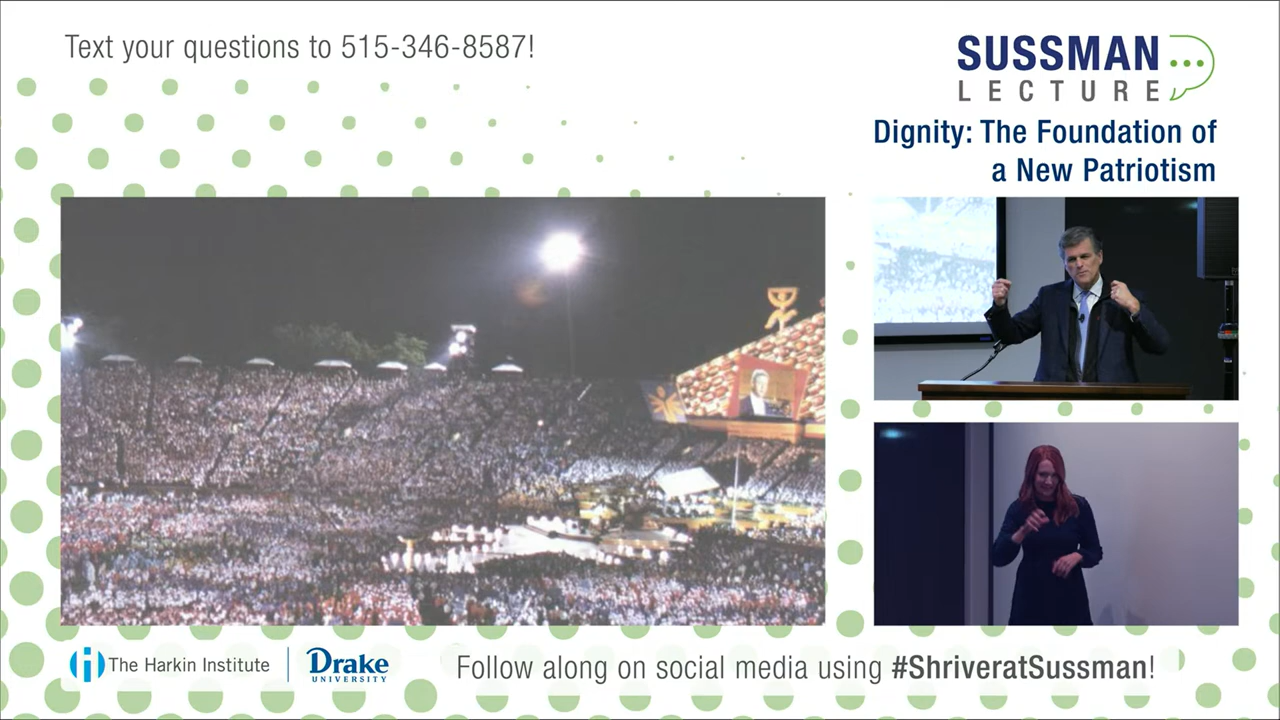 Text your questions to 515-346-8587!
SUSSMAN
LECTURE
Dignity: The Foundation of
a New Patriotism
The Harkin Institute
Drake
UNIVERSITY
Follow along on social media using #ShriveratSussman!